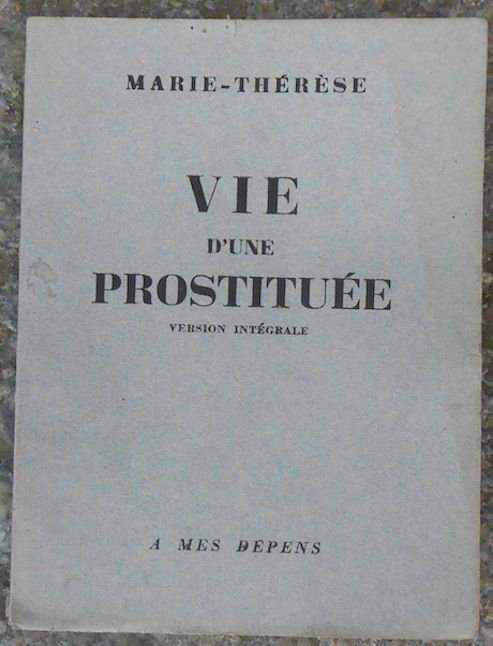 MARIE-THÉRÈSE
VIE
D'UNE
PROSTITUÉE
VERSION INTÉGRALE
A MES DEPENS